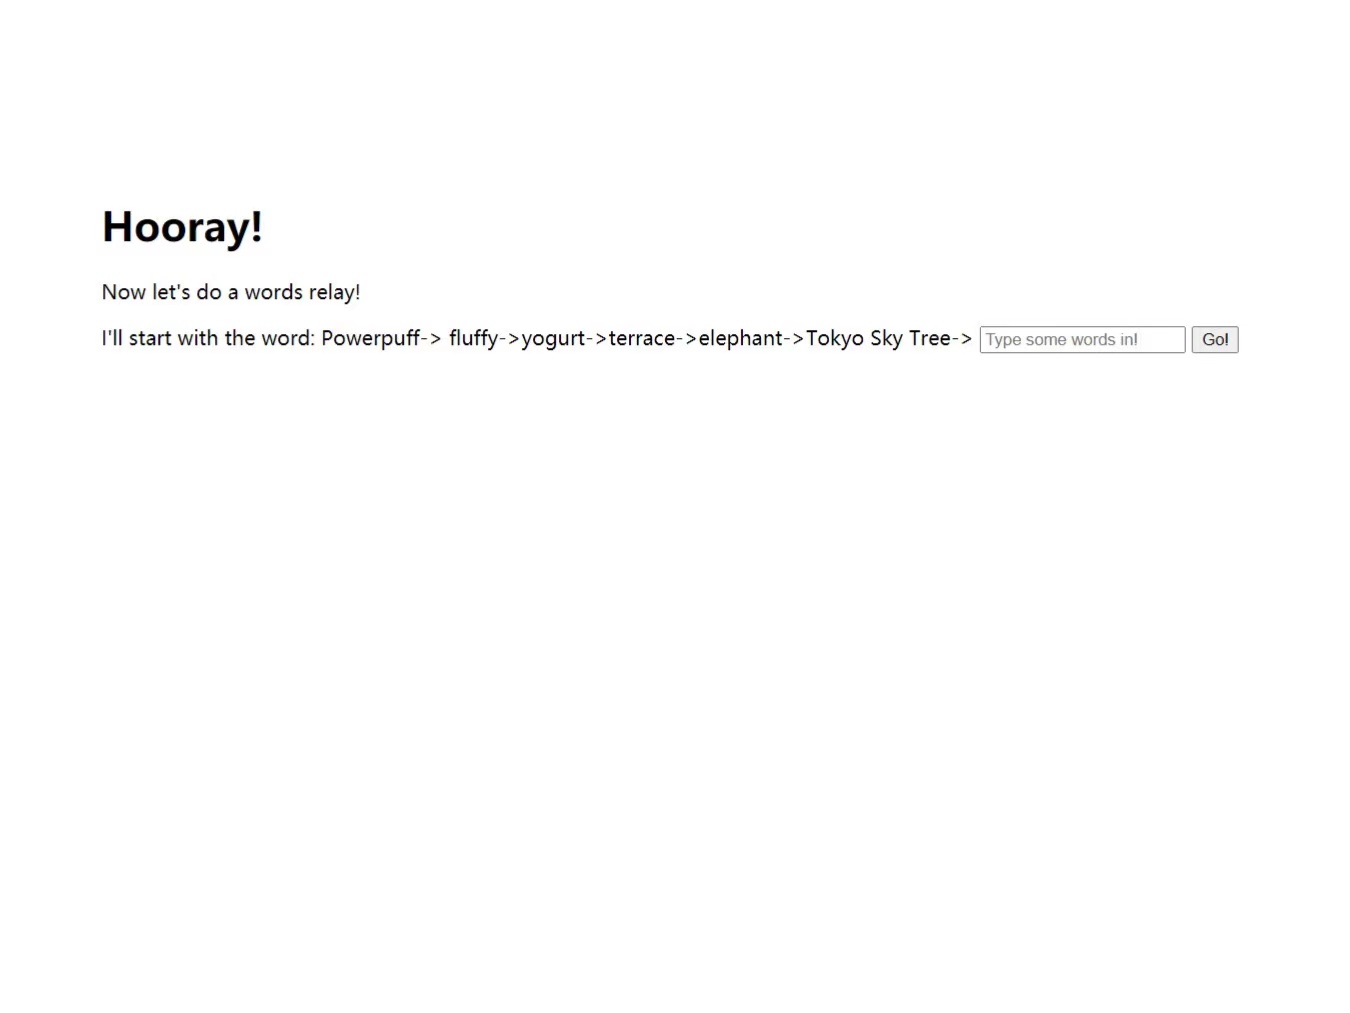 Hooray!
Now let's do a words relay!
I'll start with the word: Powerpuff-> fluffy->yogurt->terrace->elephant->Tokyo Sky Tree-> Type some words in! Go!